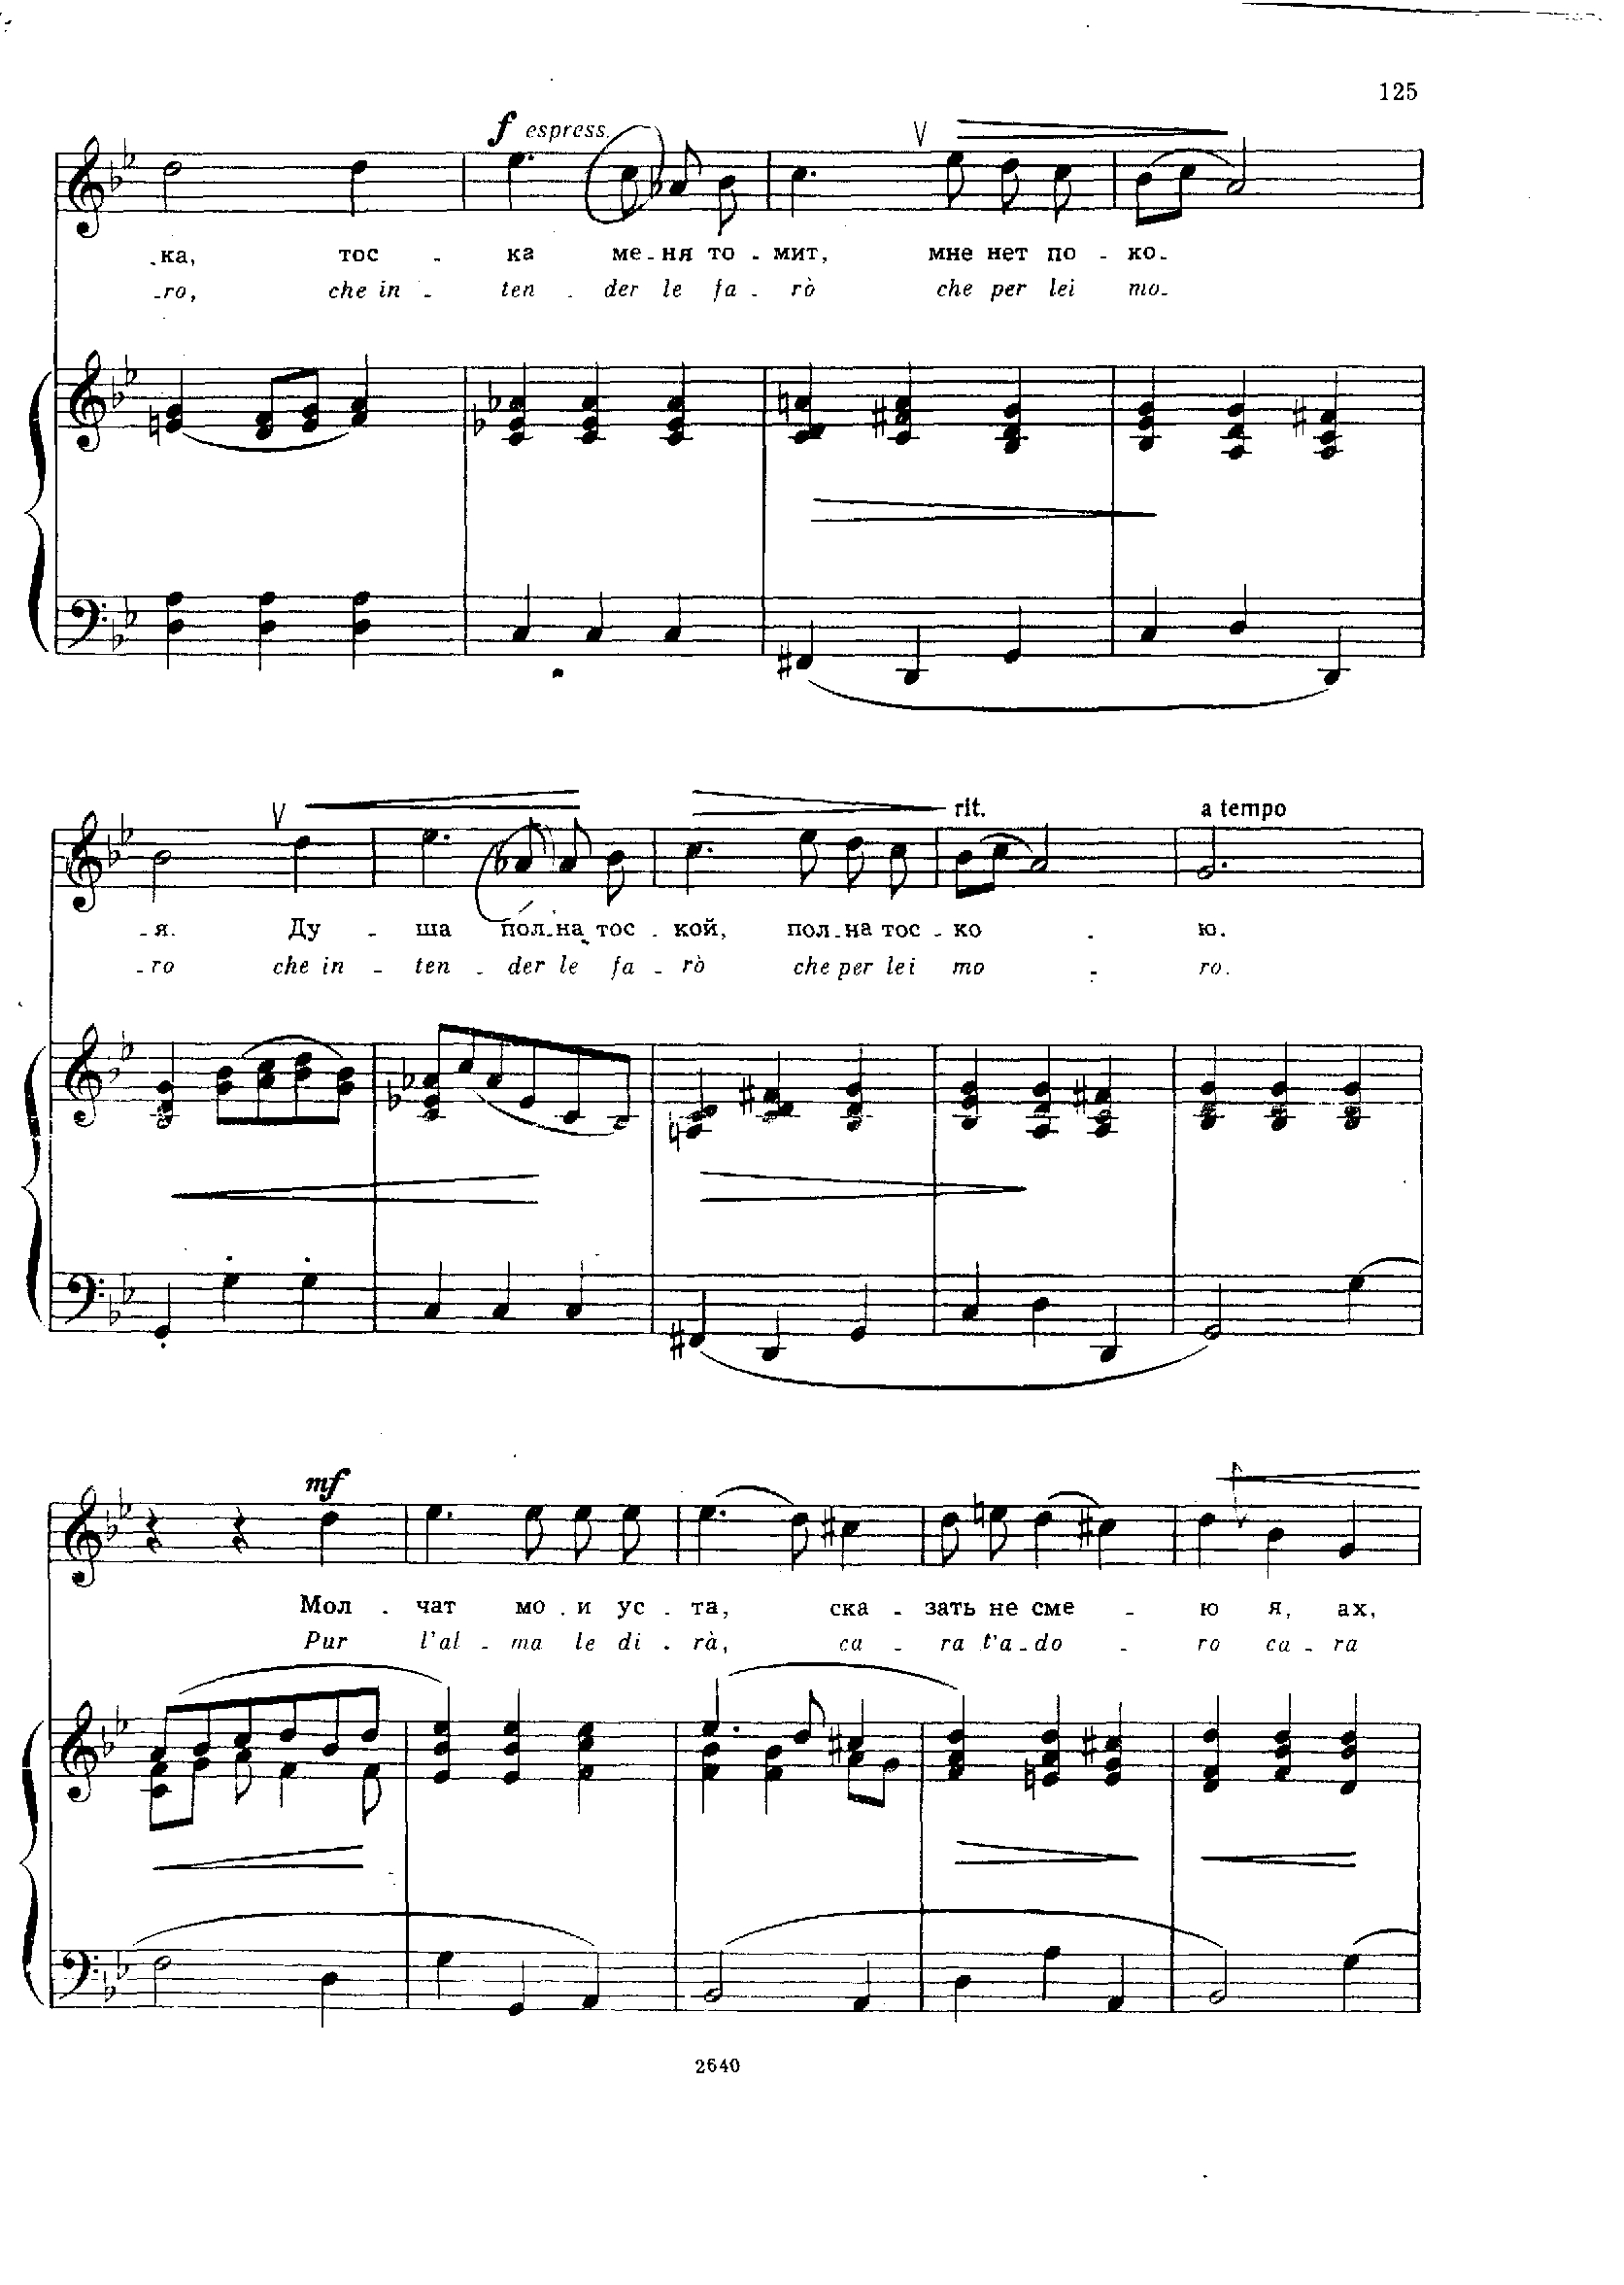 125
f espress.
-ка, тос - ка ме-ня то - мит, мне нет по - ко-
-ro, che in - ten - der le fa - rò che per lei mo-
rit. a tempo
-я. Ду - ша пол-на тос - кой, пол-на тос - ко - ю.
-ro che in - ten - der le fa - rò che per lei mo - ro.
mf
Мол - чат мо - и ус - та, ска - зать не сме - ю я, ах,
Pur l'al - ma le di - rà, ca - ra t'a - do - ro ca - ra
2640